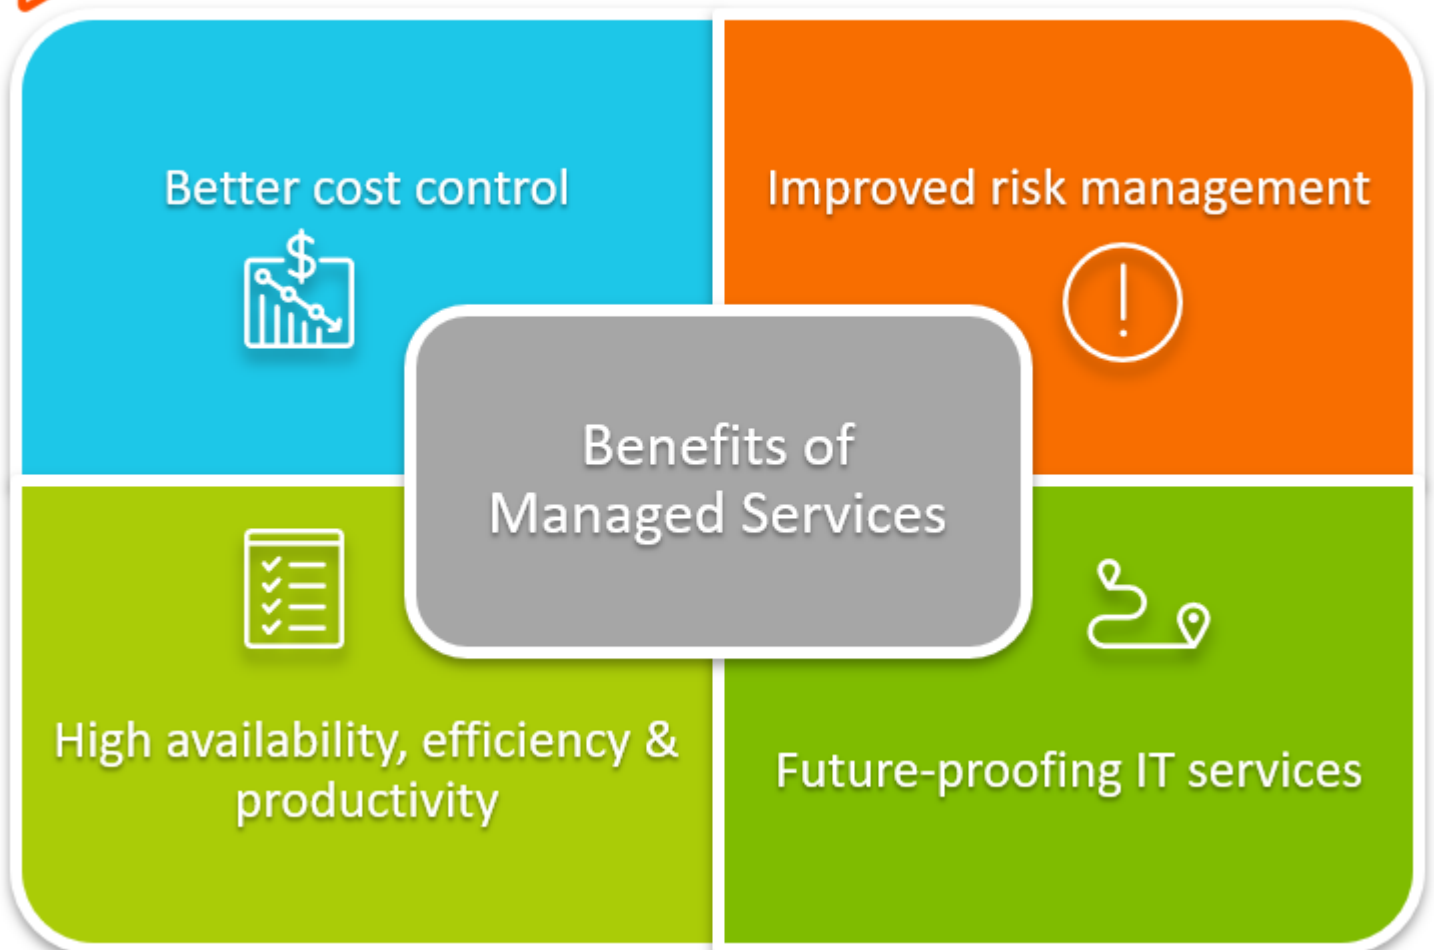 Better cost control
$
Improved risk management
!
Benefits of
Managed Services
High availability, efficiency &
productivity
Future-proofing IT services